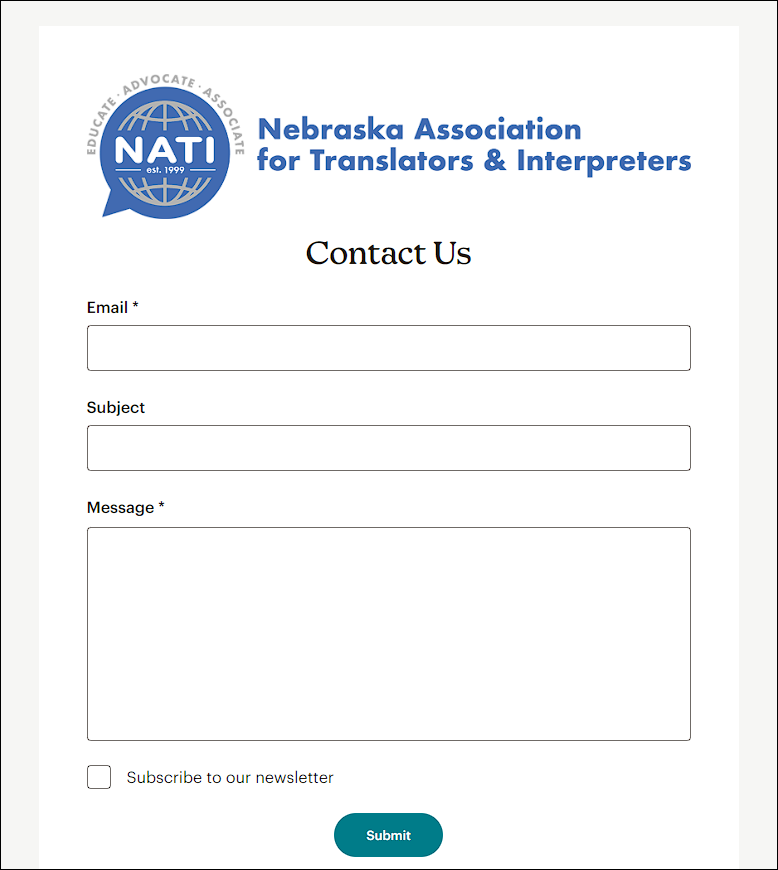 EDUCATE · ADVOCATE · ASSOCIATE
NATI
est. 1999
Nebraska Association
for Translators & Interpreters
Contact Us
Email *
Subject
Message *
Subscribe to our newsletter
Submit